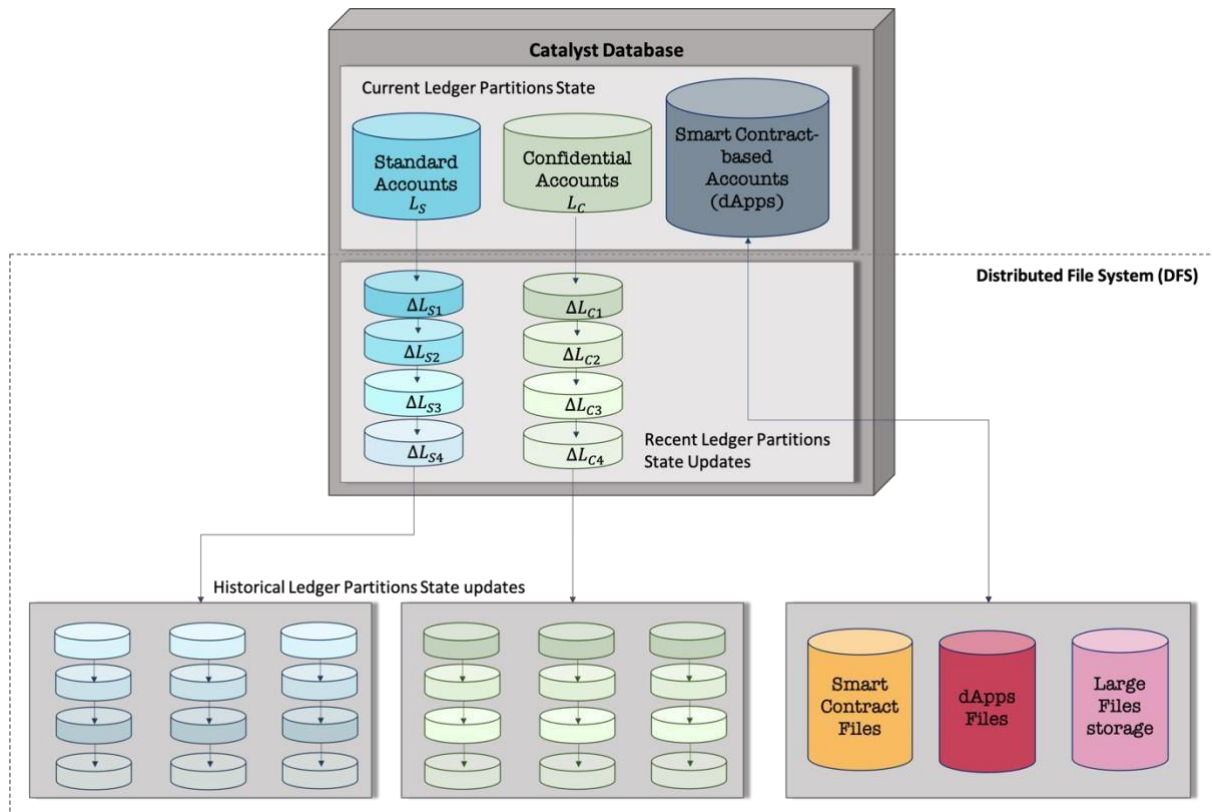 Catalyst Database
Current Ledger Partitions State
Standard
Accounts
L_S
Confidential
Accounts
L_C
Smart Contract-
based
Accounts
(dApps)
Distributed File System (DFS)
ΔL_S1
ΔL_S2
ΔL_S3
ΔL_S4
ΔL_C1
ΔL_C2
ΔL_C3
ΔL_C4
Recent Ledger Partitions
State Updates
Historical Ledger Partitions State updates
Smart
Contract
Files
dApps
Files
Large
Files
storage